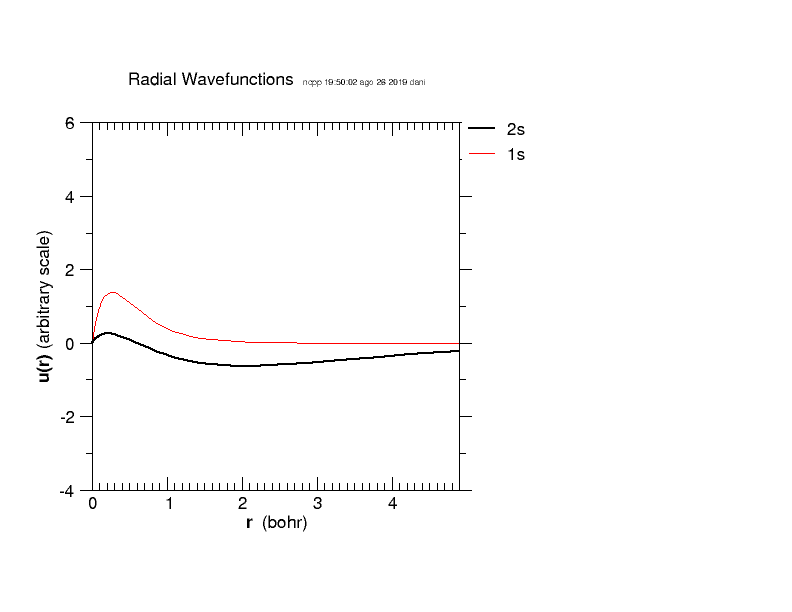 Radial Wavefunctions ncpp 19:50:02 ago 26 2019 dani
2s
1s
6
4
2
0
-2
-4
u(r) (arbitrary scale)
0 1 2 3 4
r (bohr)